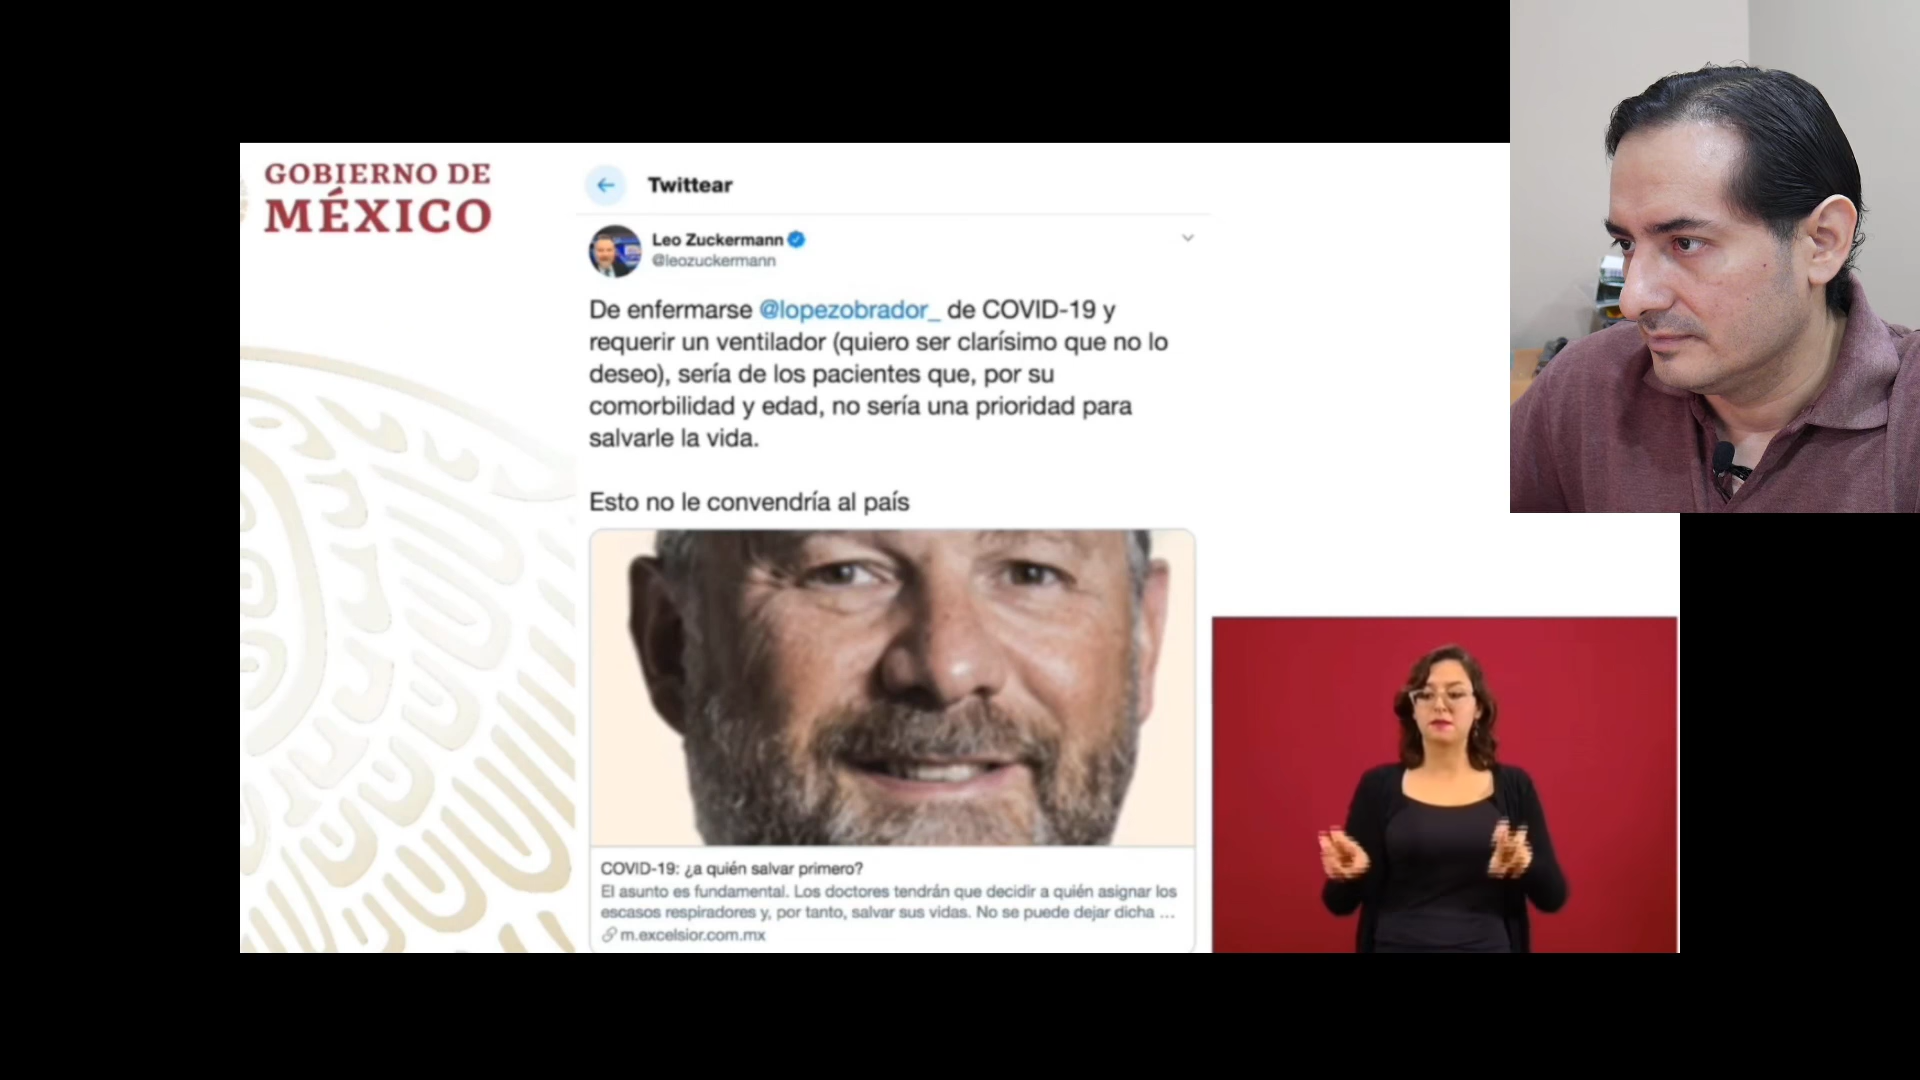 GOBIERNO DE
MÉXICO
Twittear
Leo Zuckermann
@leozuckermann
De enfermarse @lopezobrador_ de COVID-19 y
requerir un ventilador (quiero ser clarísimo que no lo
deseo), sería de los pacientes que, por su
comorbilidad y edad, no sería una prioridad para
salvarle la vida.
Esto no le convendría al país
COVID-19: ¿a quién salvar primero?
El asunto es fundamental. Los doctores tendrán que decidir a quién asignar los
escasos respiradores y, por tanto, salvar sus vidas. No se puede dejar dicha ...
m.excelsior.com.mx